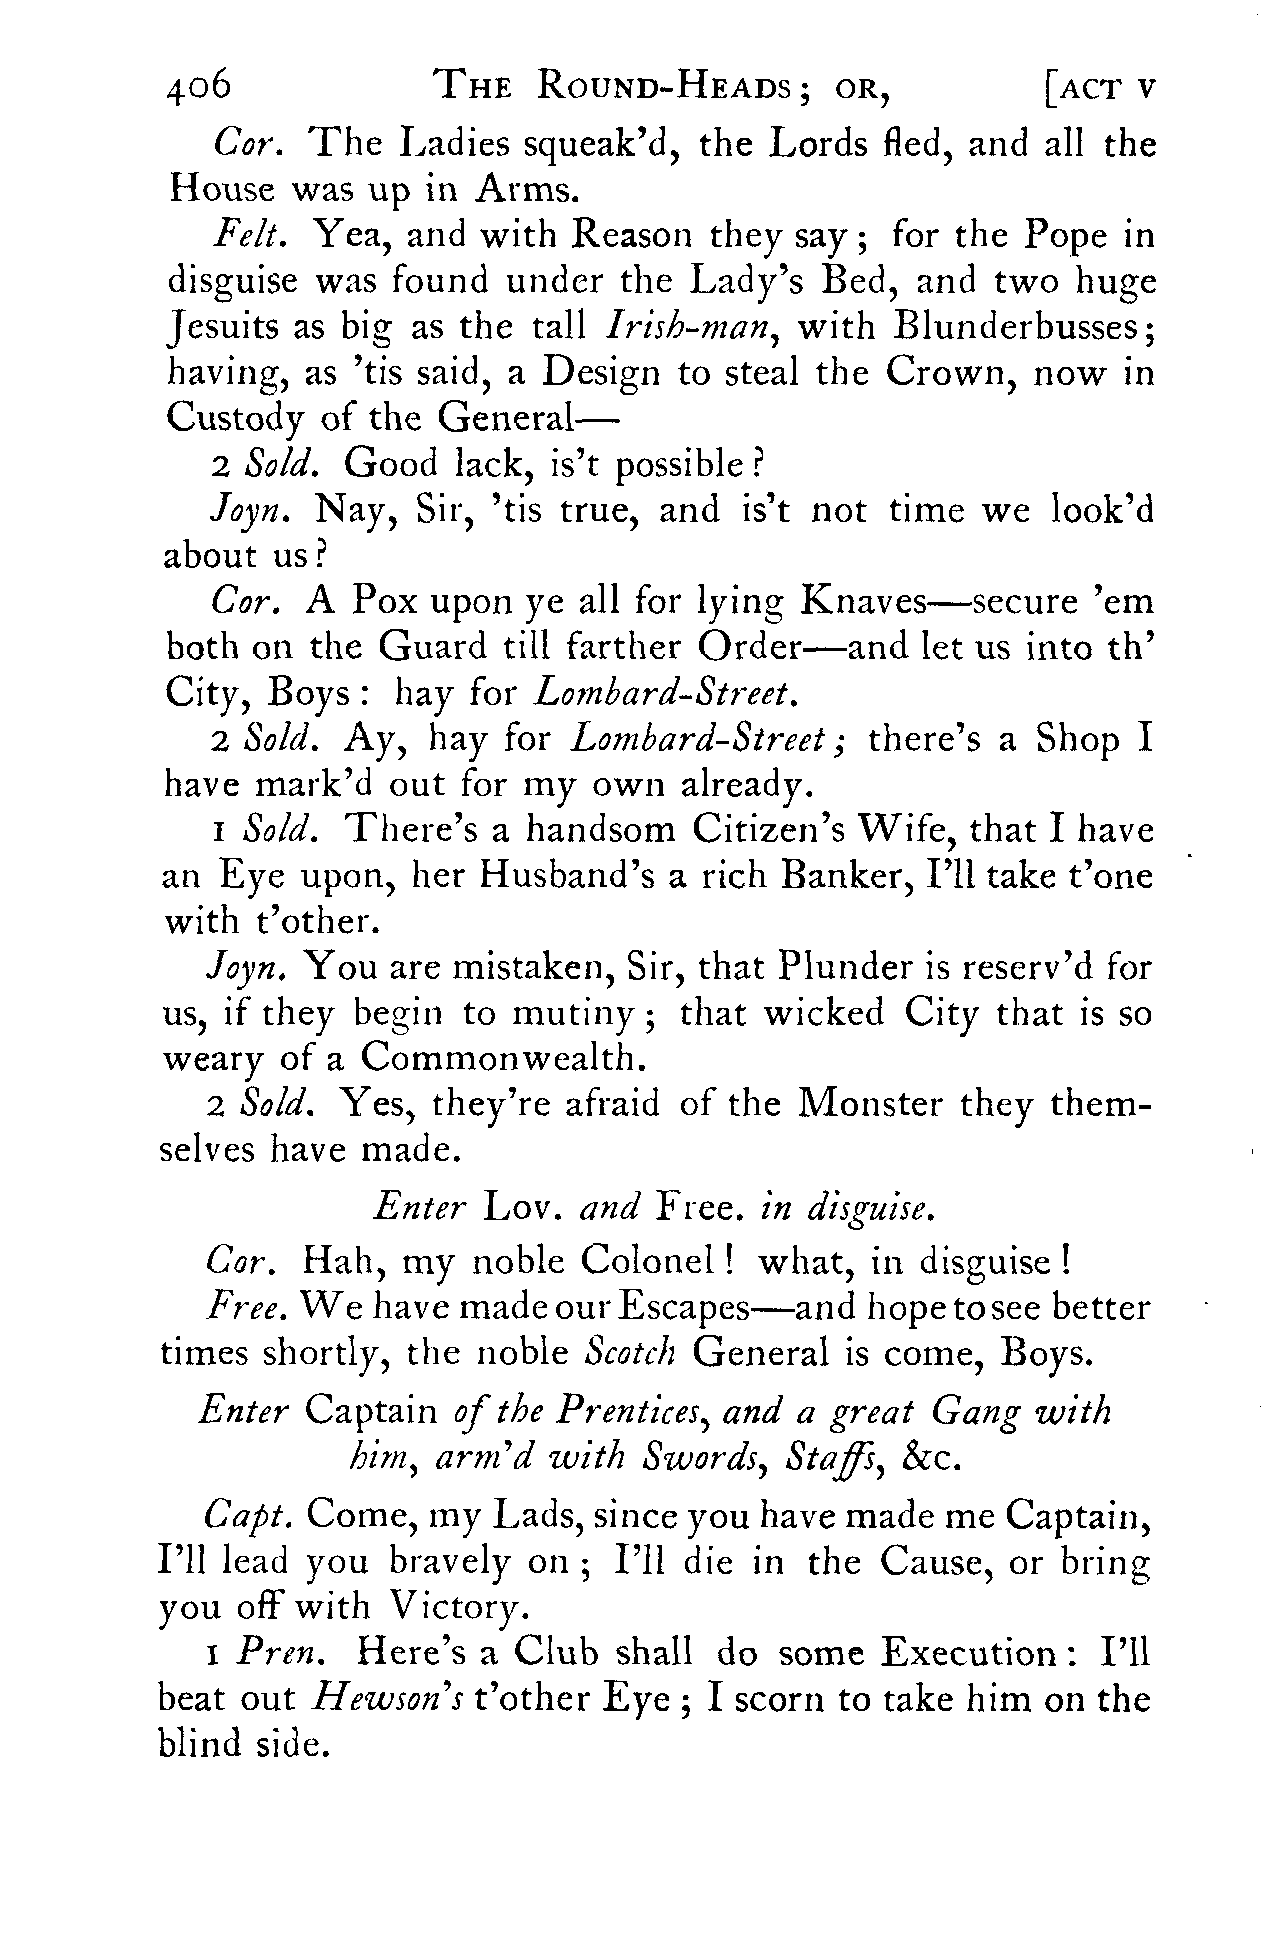 406 THE ROUND-HEADS; OR, [ACT V
Cor. The Ladies squeak'd, the Lords fled, and all the
House was up in Arms.
Felt. Yea, and with Reason they say; for the Pope in
disguise was found under the Lady's Bed, and two huge
Jesuits as big as the tall Irish-man, with Blunderbusses;
having, as 'tis said, a Design to steal the Crown, now in
Custody of the General—
2 Sold. Good lack, is't possible?
Joyn. Nay, Sir, 'tis true, and is't not time we look'd
about us?
Cor. A Pox upon ye all for lying Knaves—secure 'em
both on the Guard till farther Order—and let us into th'
City, Boys: hay for Lombard-Street.
2 Sold. Ay, hay for Lombard-Street; there's a Shop I
have mark'd out for my own already.
1 Sold. There's a handsom Citizen's Wife, that I have
an Eye upon, her Husband's a rich Banker, I'll take t'one
with t'other.
Joyn. You are mistaken, Sir, that Plunder is reserv'd for
us, if they begin to mutiny; that wicked City that is so
weary of a Commonwealth.
2 Sold. Yes, they're afraid of the Monster they them-
selves have made.
Enter Lov. and Free. in disguise.
Cor. Hah, my noble Colonel! what, in disguise!
Free. We have made our Escapes—and hope to see better
times shortly, the noble Scotch General is come, Boys.
Enter Captain of the Prentices, and a great Gang with
him, arm'd with Swords, Staffs, &c.
Capt. Come, my Lads, since you have made me Captain,
I'll lead you bravely on; I'll die in the Cause, or bring
you off with Victory.
1 Pren. Here's a Club shall do some Execution: I'll
beat out Hewson's t'other Eye; I scorn to take him on the
blind side.